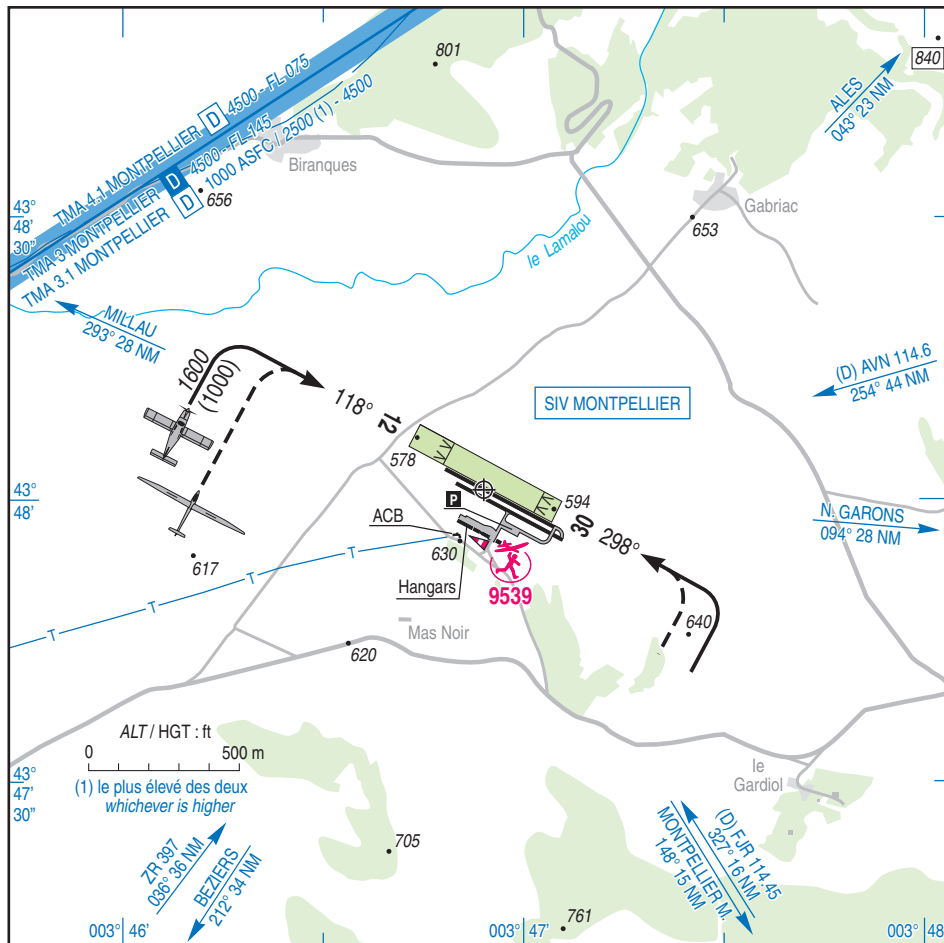 801
840
ALES
043° 23 NM
TMA 4.1 MONTPELLIER D 4500 - FL 075
TMA 3 MONTPELLIER D 4500 - FL 145
TMA 3.1 MONTPELLIER D 1000 ASFC / 2500 (1) - 4500
Biranques
656
43°
48'
30"
Gabriac
653
le Lamalou
MILLAU
293° 28 NM
1600
(1000)
118°
12
SIV MONTPELLIER
(D) AVN 114.6
254° 44 NM
578
594
43°
48'
P
ACB
630
30
298°
N. GARONS
094° 28 NM
617
Hangars
9539
T
T
T
640
Mas Noir
620
ALT / HGT : ft
0 500 m
(1) le plus élevé des deux
whichever is higher
43°
47'
30"
le
Gardiol
705
ZR 397
036° 36 NM
BEZIERS
212° 34 NM
(D) FJR 114.45
327° 16 NM
MONTPELLIER M.
148° 15 NM
761
003° 46'
003° 47'
003° 48'